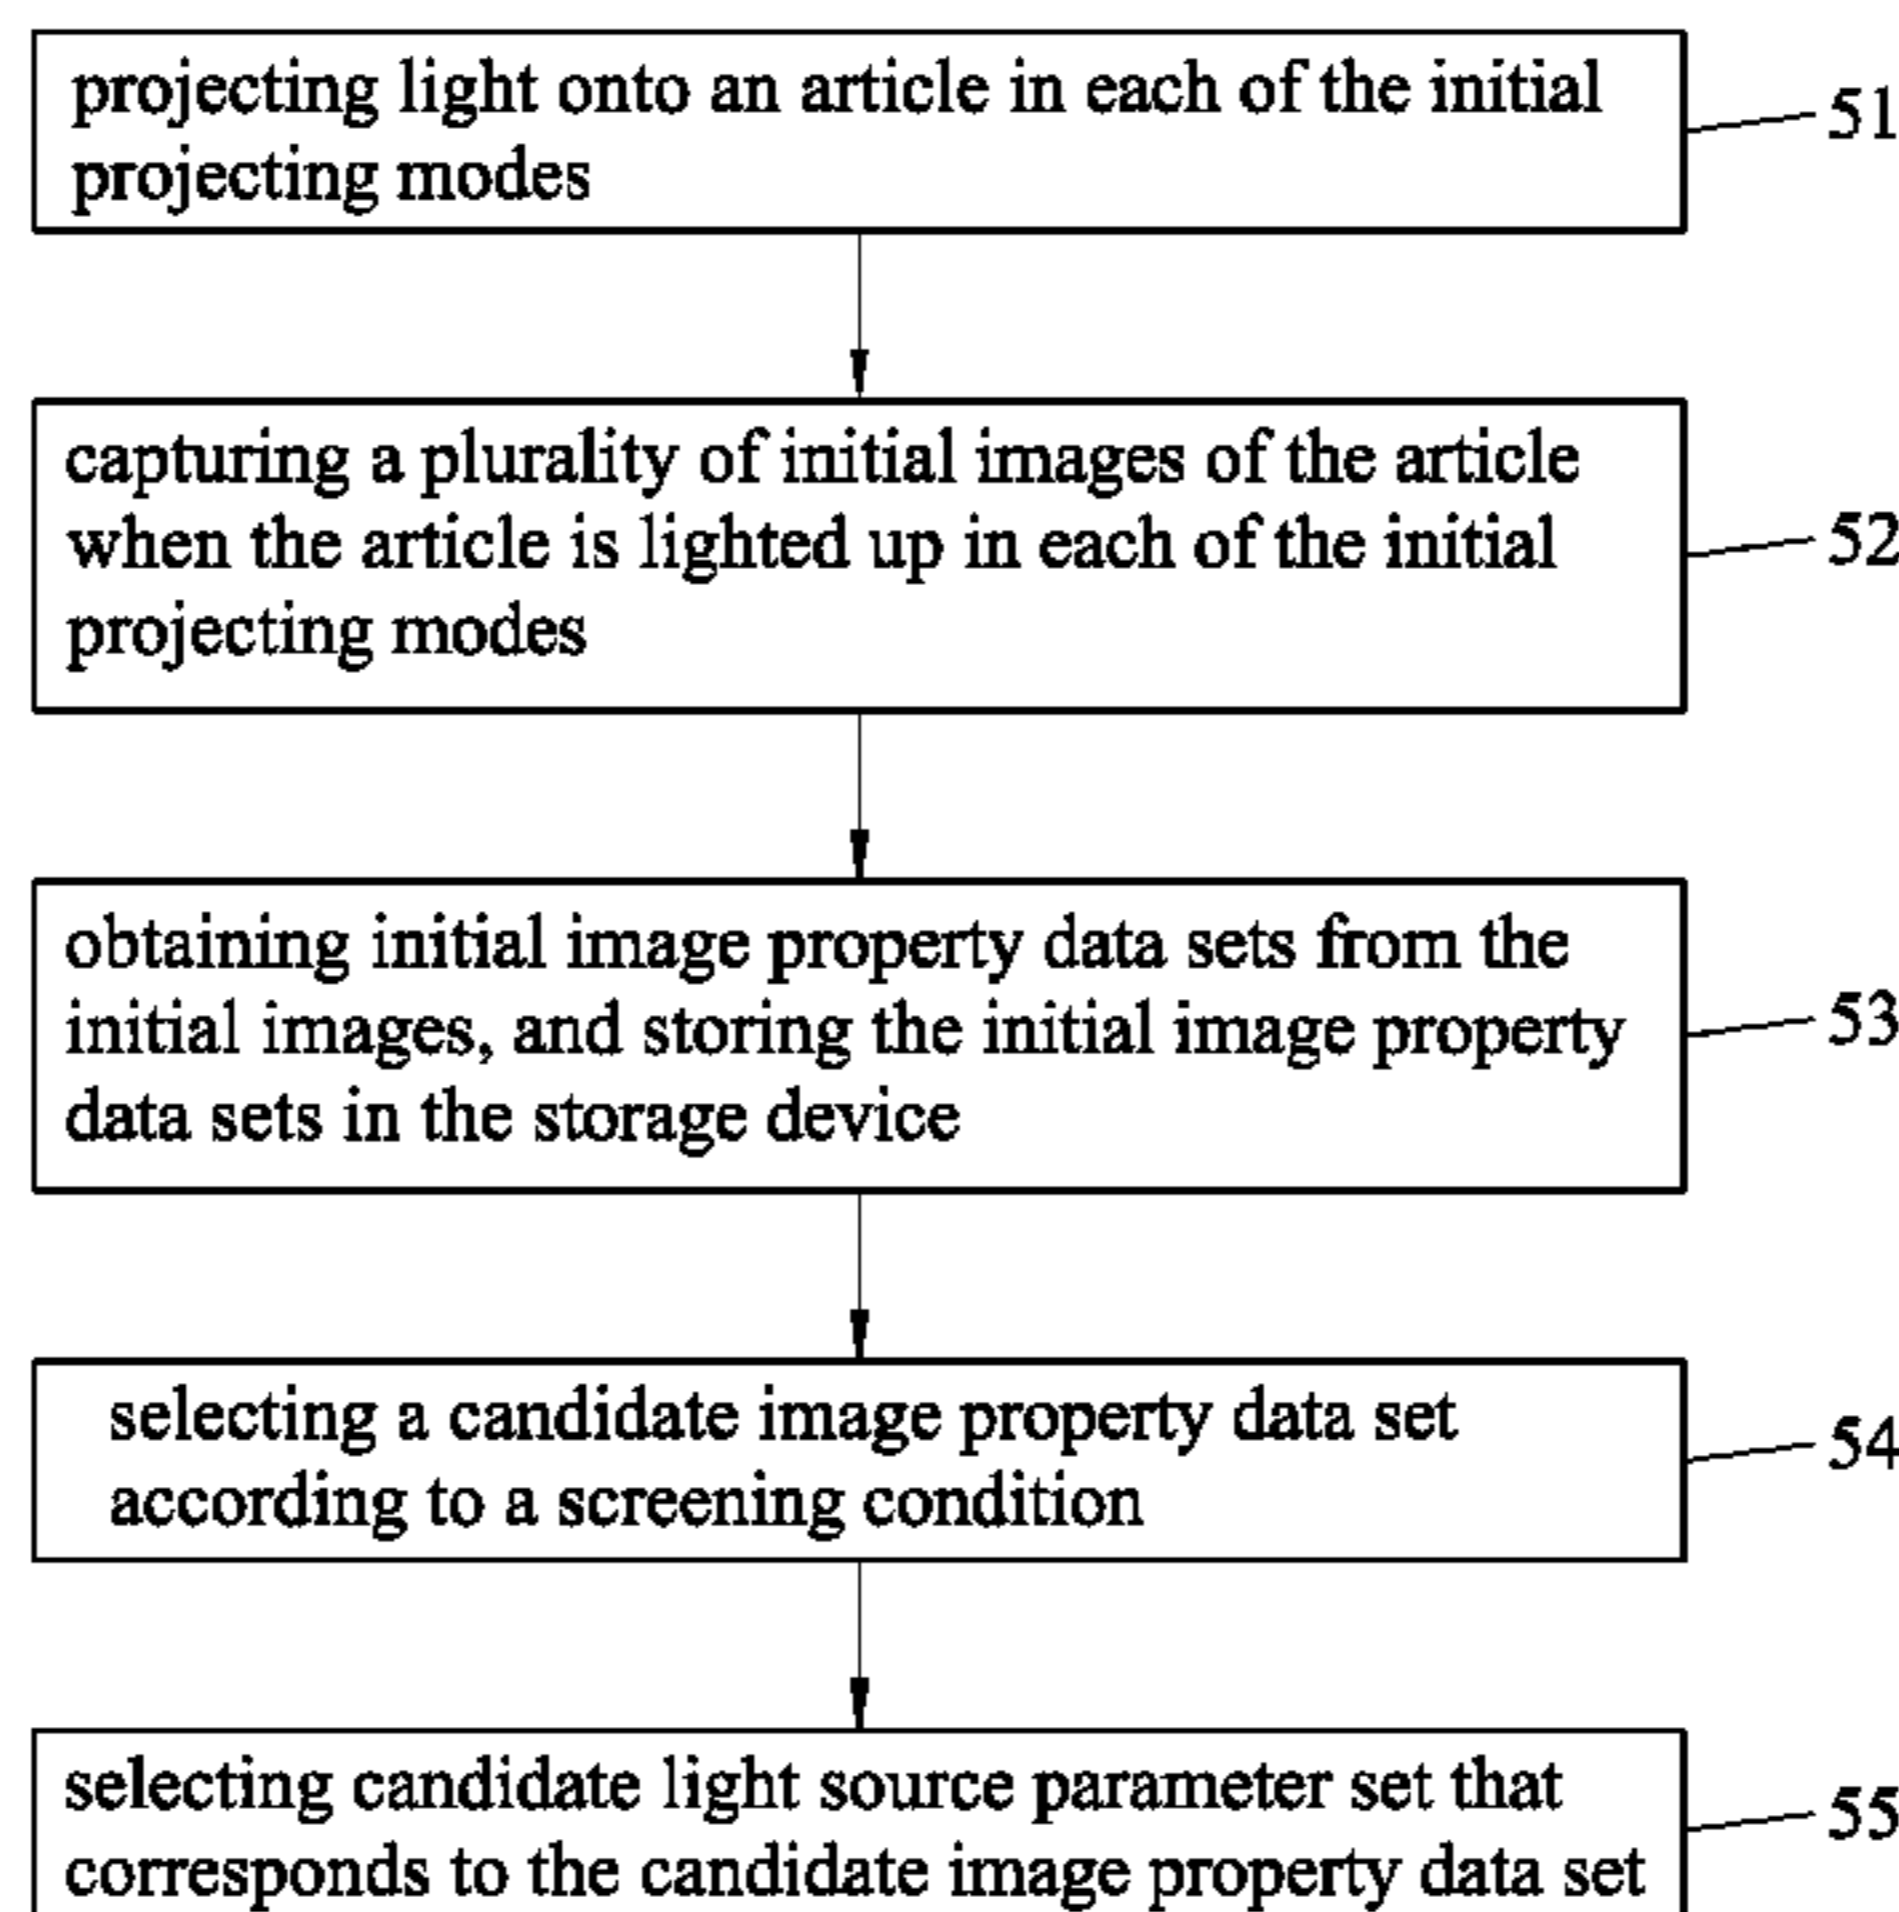 projecting light onto an article in each of the initial
projecting modes
51
capturing a plurality of initial images of the article
when the article is lighted up in each of the initial
projecting modes
52
obtaining initial image property data sets from the
initial images, and storing the initial image property
data sets in the storage device
53
selecting a candidate image property data set
according to a screening condition
54
selecting candidate light source parameter set that
corresponds to the candidate image property data set
55